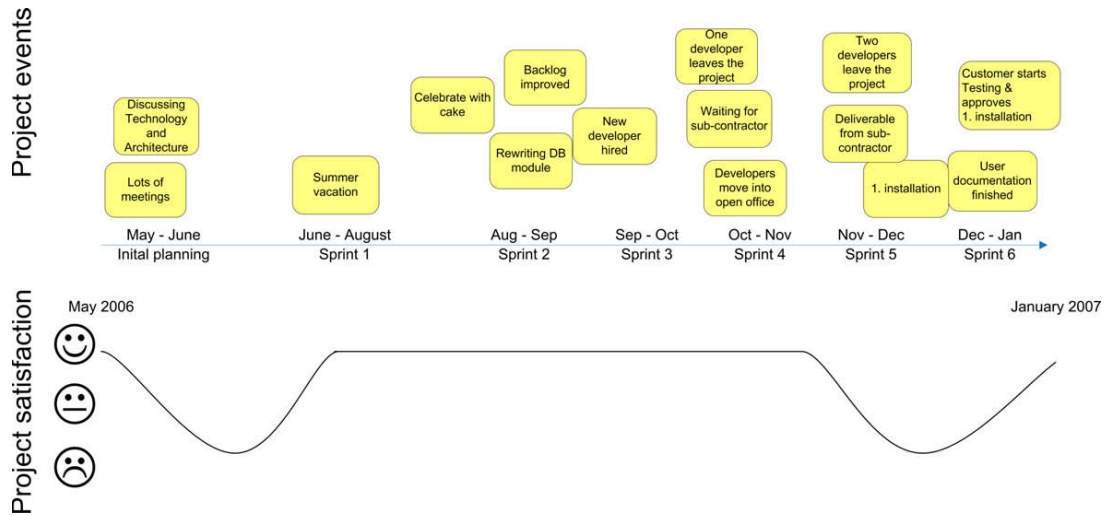 Project events
Discussing
Technology
and
Architecture
Lots of
meetings
Summer
vacation
Celebrate with
cake
Backlog
improved
Rewriting DB
module
New
developer
hired
One
developer
leaves the
project
Waiting for
sub-contractor
Developers
move into
open office
Two
developers
leave the
project
Deliverable
from sub-
contractor
1. installation
Customer starts
Testing &
approves
1. installation
User
documentation
finished
May - June
Inital planning
June - August
Sprint 1
Aug - Sep
Sprint 2
Sep - Oct
Sprint 3
Oct - Nov
Sprint 4
Nov - Dec
Sprint 5
Dec - Jan
Sprint 6
Project satisfaction
May 2006
January 2007